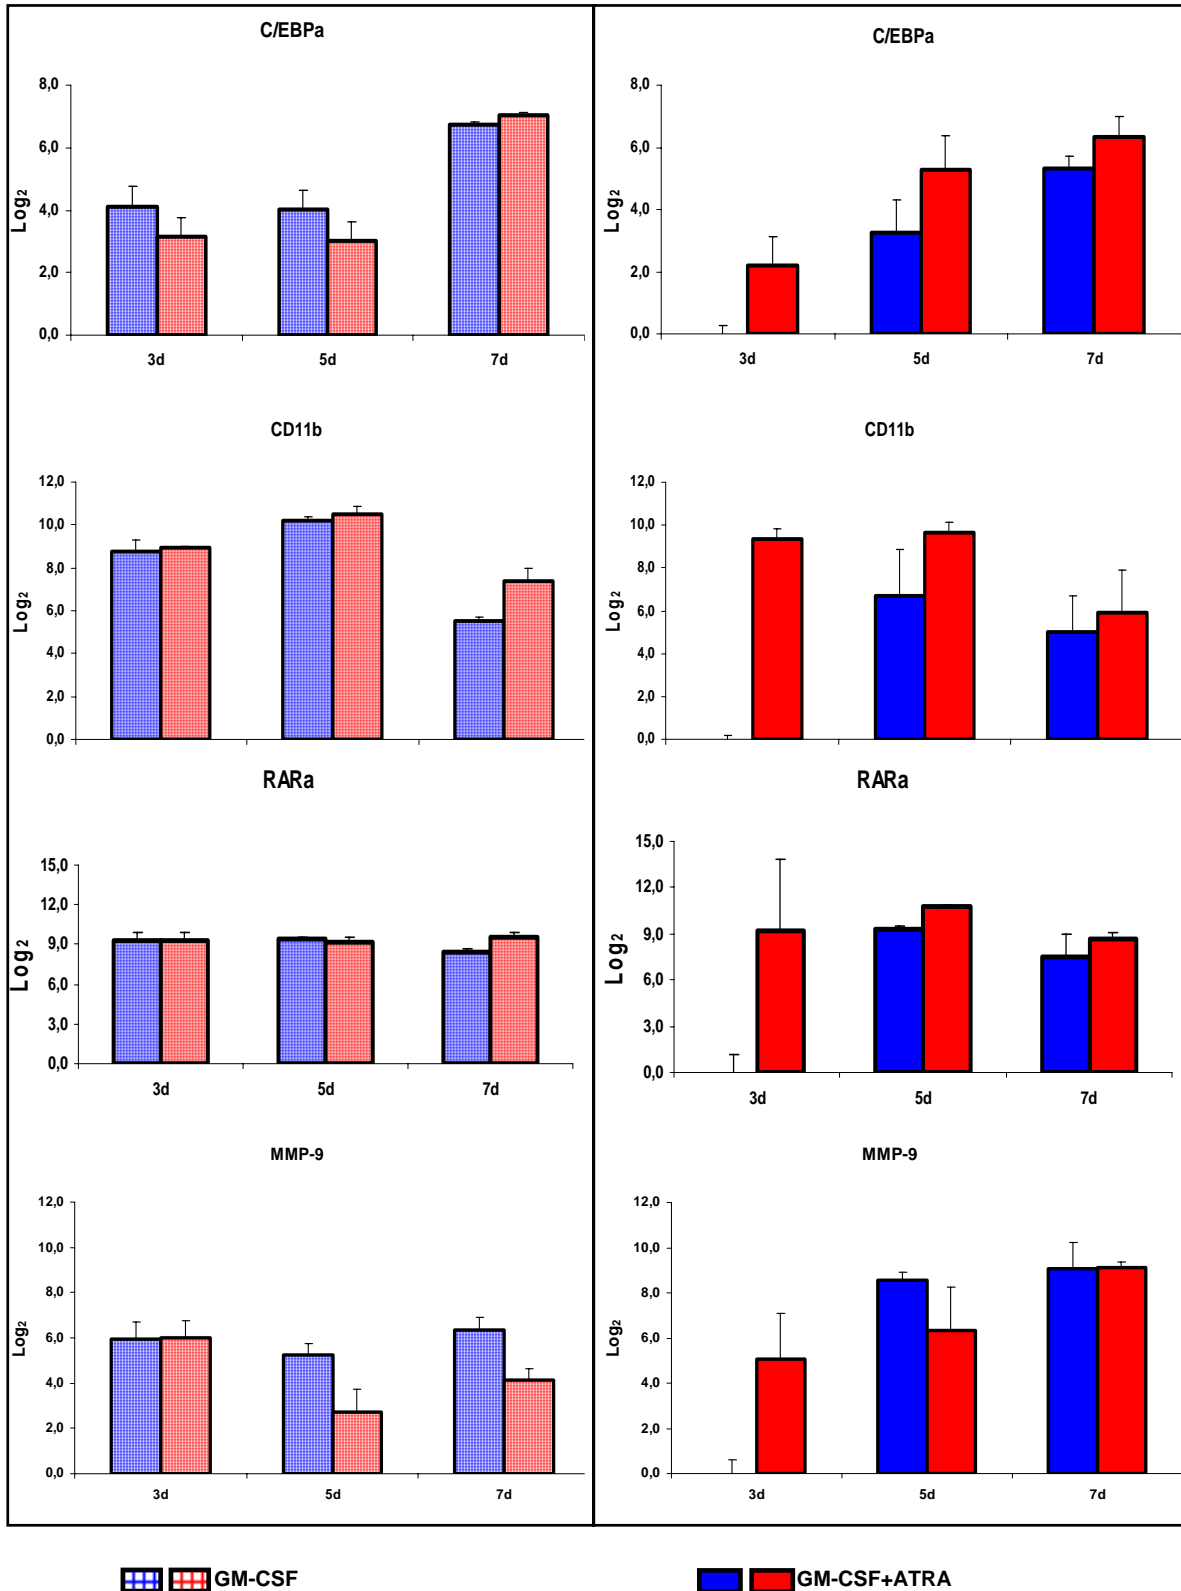 C/EBPa
8,0
6,0
4,0
2,0
0,0
Log2
3d 5d 7d
C/EBPa
8,0
6,0
4,0
2,0
0,0
Log2
3d 5d 7d
CD11b
12,0
10,0
8,0
6,0
4,0
2,0
0,0
Log2
CD11b
12,0
10,0
8,0
6,0
4,0
2,0
0,0
Log2
RARa
15,0
12,0
9,0
6,0
3,0
0,0
Log2
3d 5d 7d
RARa
15,0
12,0
9,0
6,0
3,0
0,0
Log2
3d 5d 7d
MMP-9
12,0
10,0
8,0
6,0
4,0
2,0
0,0
Log2
3d 5d 7d
MMP-9
12,0
10,0
8,0
6,0
4,0
2,0
0,0
Log2
3d 5d 7d
GM-CSF
GM-CSF+ATRA